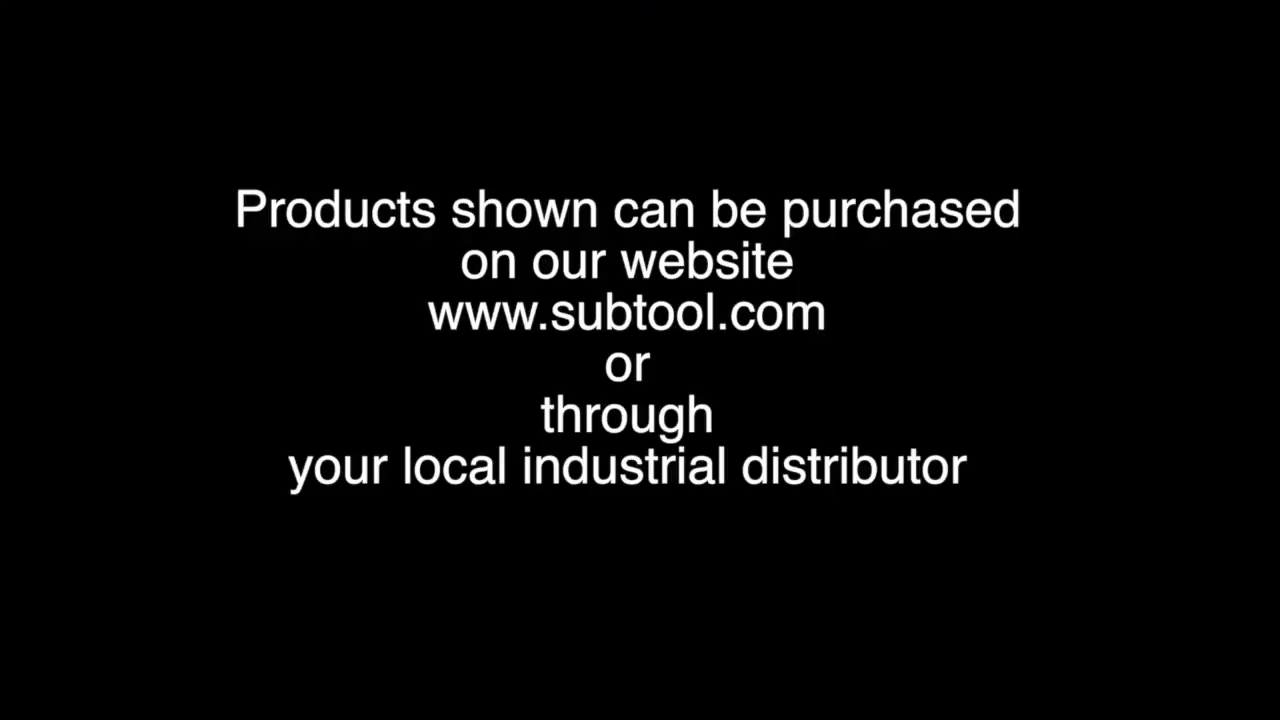 Products shown can be purchased
on our website
www.subtool.com
or
through
your local industrial distributor